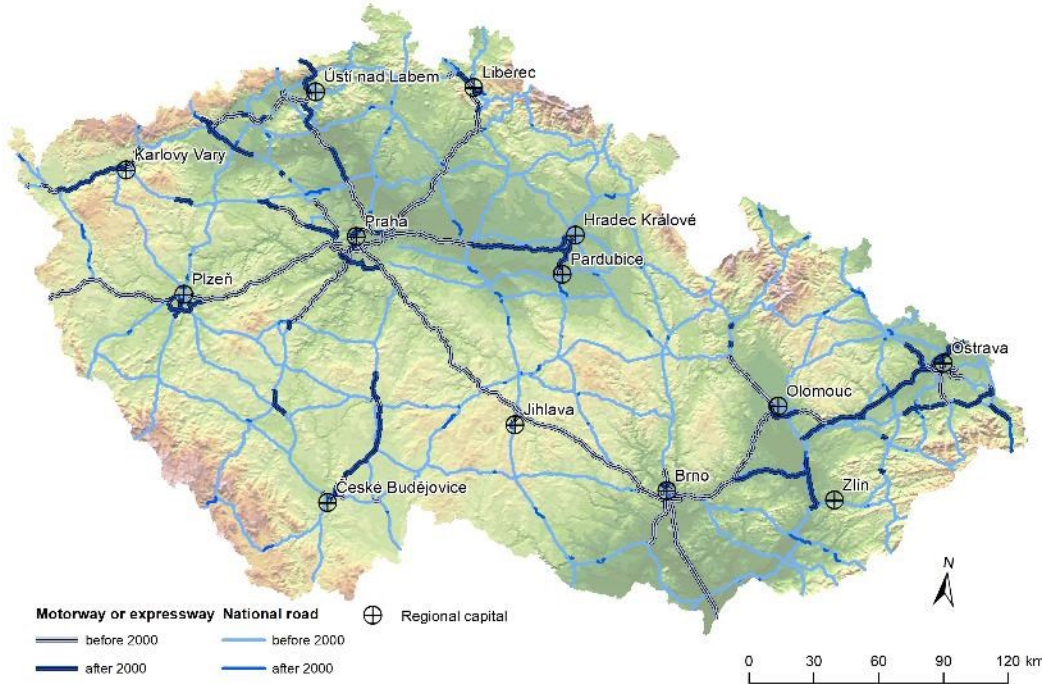 Ústí nad Labem
Liberec
Karlovy Vary
Praha
Hradec Králové
Pardubice
Plzeň
Ostrava
Olomouc
Jihlava
Brno
Zlín
České Budějovice
N
Motorway or expressway National road
Regional capital
before 2000 before 2000
after 2000 after 2000
0 30 60 90 120 km